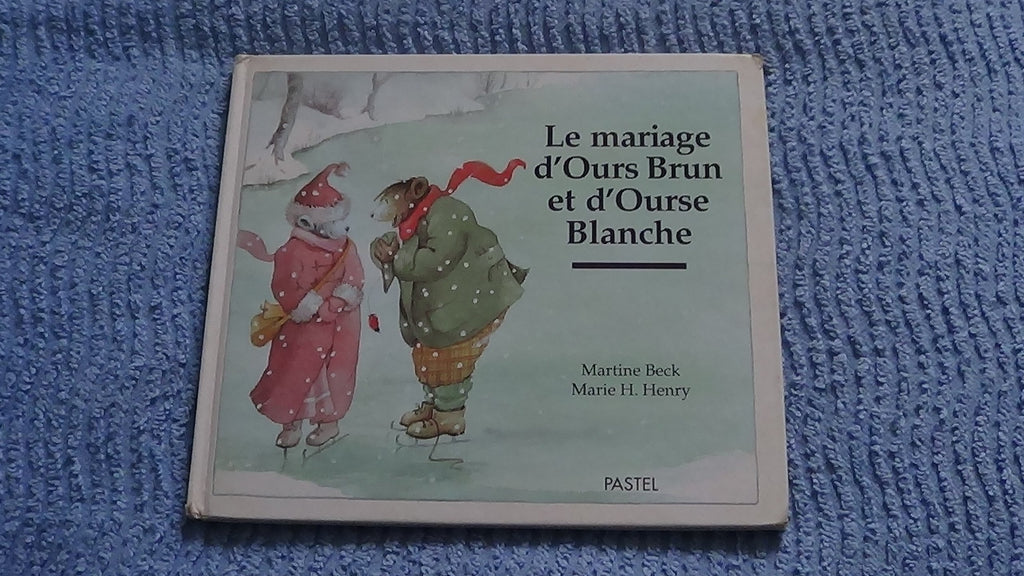 Le mariage
d'Ours Brun
et d'Ourse
Blanche
Martine Beck
Marie H. Henry
PASTEL